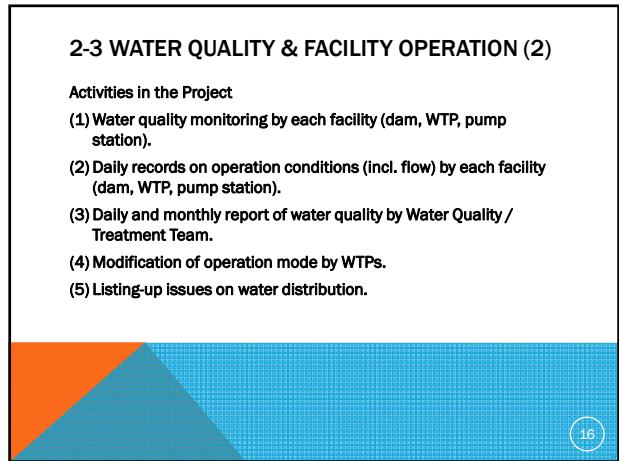 2-3 WATER QUALITY & FACILITY OPERATION (2)
Activities in the Project
(1) Water quality monitoring by each facility (dam, WTP, pump
station).
(2) Daily records on operation conditions (incl. flow) by each facility
(dam, WTP, pump station).
(3) Daily and monthly report of water quality by Water Quality /
Treatment Team.
(4) Modification of operation mode by WTPs.
(5) Listing-up issues on water distribution.
16